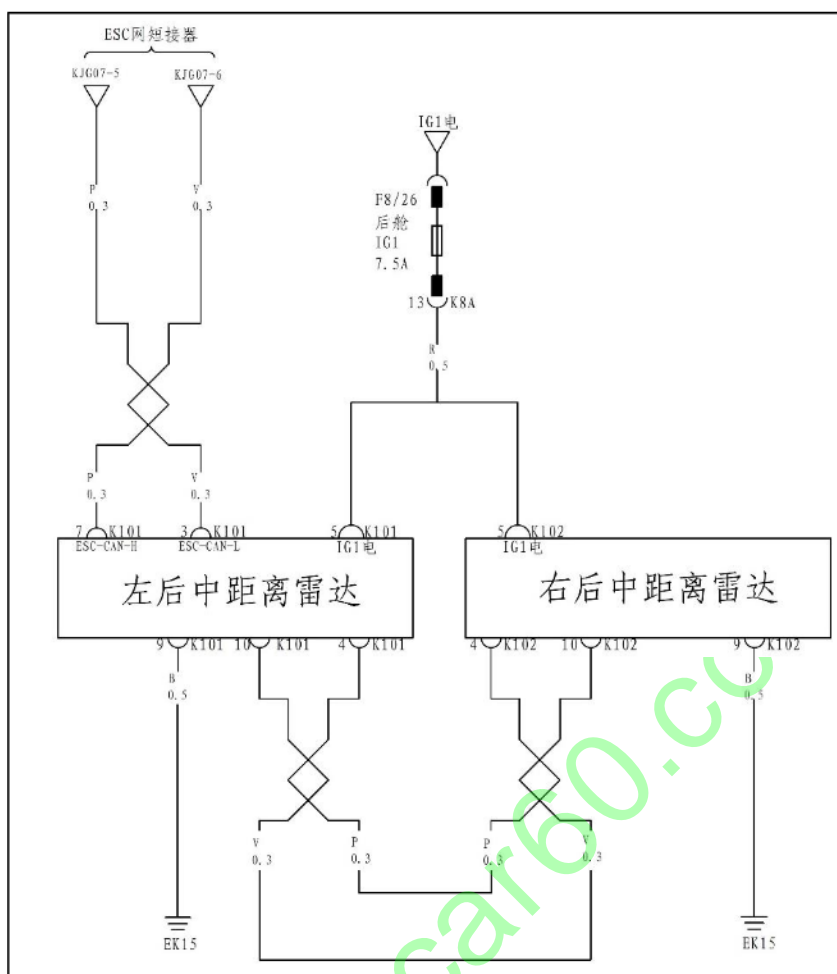 ESC网短接器
KJG07-5
KJG07-6
IG1电
P
0.3
V
0.3
F8/26
后舱
IG1
7.5A
13 K8A
R
0.5
P
0.3
V
0.3
7 K101
ESC-CAN-H
3 K101
ESC-CAN-L
5 K101
IG1电
5 K102
IG1电
左后中距离雷达
右后中距离雷达
9 K101
10 K101
4 K101
4 K102
10 K102
9 K102
B
0.5
B
0.5
V
0.3
P
0.3
P
0.3
V
0.3
EK15
EK15
car60.cc